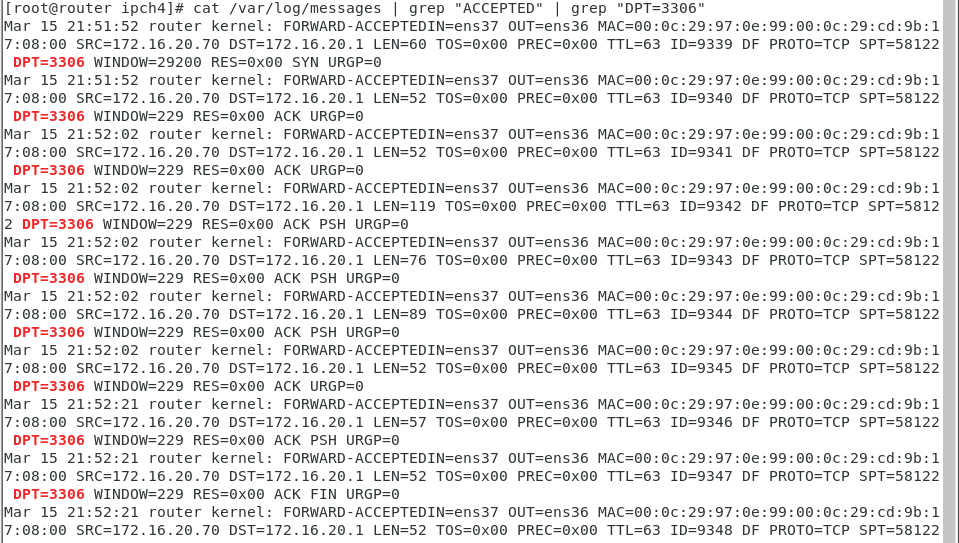 [root@router ipch4]# cat /var/log/messages | grep "ACCEPTED" | grep "DPT=3306"
Mar 15 21:51:52 router kernel: FORWARD-ACCEPTEDIN=ens37 OUT=ens36 MAC=00:0c:29:97:0e:99:00:0c:29:cd:9b:1
7:08:00 SRC=172.16.20.70 DST=172.16.20.1 LEN=60 TOS=0x00 PREC=0x00 TTL=63 ID=9339 DF PROTO=TCP SPT=58122
DPT=3306 WINDOW=29200 RES=0x00 SYN URGP=0
Mar 15 21:51:52 router kernel: FORWARD-ACCEPTEDIN=ens37 OUT=ens36 MAC=00:0c:29:97:0e:99:00:0c:29:cd:9b:1
7:08:00 SRC=172.16.20.70 DST=172.16.20.1 LEN=52 TOS=0x00 PREC=0x00 TTL=63 ID=9340 DF PROTO=TCP SPT=58122
DPT=3306 WINDOW=229 RES=0x00 ACK URGP=0
Mar 15 21:52:02 router kernel: FORWARD-ACCEPTEDIN=ens37 OUT=ens36 MAC=00:0c:29:97:0e:99:00:0c:29:cd:9b:1
7:08:00 SRC=172.16.20.70 DST=172.16.20.1 LEN=52 TOS=0x00 PREC=0x00 TTL=63 ID=9341 DF PROTO=TCP SPT=58122
DPT=3306 WINDOW=229 RES=0x00 ACK URGP=0
Mar 15 21:52:02 router kernel: FORWARD-ACCEPTEDIN=ens37 OUT=ens36 MAC=00:0c:29:97:0e:99:00:0c:29:cd:9b:1
7:08:00 SRC=172.16.20.70 DST=172.16.20.1 LEN=119 TOS=0x00 PREC=0x00 TTL=63 ID=9342 DF PROTO=TCP SPT=5812
2 DPT=3306 WINDOW=229 RES=0x00 ACK PSH URGP=0
Mar 15 21:52:02 router kernel: FORWARD-ACCEPTEDIN=ens37 OUT=ens36 MAC=00:0c:29:97:0e:99:00:0c:29:cd:9b:1
7:08:00 SRC=172.16.20.70 DST=172.16.20.1 LEN=76 TOS=0x00 PREC=0x00 TTL=63 ID=9343 DF PROTO=TCP SPT=58122
DPT=3306 WINDOW=229 RES=0x00 ACK PSH URGP=0
Mar 15 21:52:02 router kernel: FORWARD-ACCEPTEDIN=ens37 OUT=ens36 MAC=00:0c:29:97:0e:99:00:0c:29:cd:9b:1
7:08:00 SRC=172.16.20.70 DST=172.16.20.1 LEN=89 TOS=0x00 PREC=0x00 TTL=63 ID=9344 DF PROTO=TCP SPT=58122
DPT=3306 WINDOW=229 RES=0x00 ACK PSH URGP=0
Mar 15 21:52:02 router kernel: FORWARD-ACCEPTEDIN=ens37 OUT=ens36 MAC=00:0c:29:97:0e:99:00:0c:29:cd:9b:1
7:08:00 SRC=172.16.20.70 DST=172.16.20.1 LEN=52 TOS=0x00 PREC=0x00 TTL=63 ID=9345 DF PROTO=TCP SPT=58122
DPT=3306 WINDOW=229 RES=0x00 ACK URGP=0
Mar 15 21:52:21 router kernel: FORWARD-ACCEPTEDIN=ens37 OUT=ens36 MAC=00:0c:29:97:0e:99:00:0c:29:cd:9b:1
7:08:00 SRC=172.16.20.70 DST=172.16.20.1 LEN=57 TOS=0x00 PREC=0x00 TTL=63 ID=9346 DF PROTO=TCP SPT=58122
DPT=3306 WINDOW=229 RES=0x00 ACK PSH URGP=0
Mar 15 21:52:21 router kernel: FORWARD-ACCEPTEDIN=ens37 OUT=ens36 MAC=00:0c:29:97:0e:99:00:0c:29:cd:9b:1
7:08:00 SRC=172.16.20.70 DST=172.16.20.1 LEN=52 TOS=0x00 PREC=0x00 TTL=63 ID=9347 DF PROTO=TCP SPT=58122
DPT=3306 WINDOW=229 RES=0x00 ACK FIN URGP=0
Mar 15 21:52:21 router kernel: FORWARD-ACCEPTEDIN=ens37 OUT=ens36 MAC=00:0c:29:97:0e:99:00:0c:29:cd:9b:1
7:08:00 SRC=172.16.20.70 DST=172.16.20.1 LEN=52 TOS=0x00 PREC=0x00 TTL=63 ID=9348 DF PROTO=TCP SPT=58122